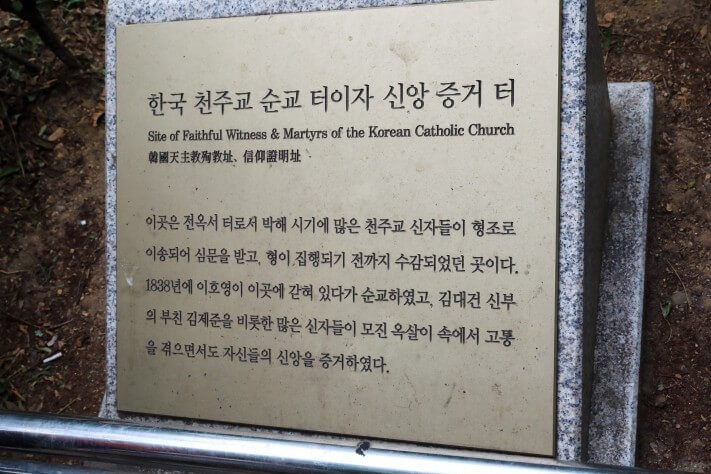 한국 천주교 순교 터이자 신앙 증거 터
Site of Faithful Witness & Martyrs of the Korean Catholic Church
韓國天主教殉教址、信仰證明址
이곳은 전옥서 터로서 박해 시기에 많은 천주교 신자들이 형조로
이송되어 심문을 받고, 형이 집행되기 전까지 수감되었던 곳이다.
1838년에 이호영이 이곳에 갇혀 있다가 순교하였고, 김대건 신부
의 부친 김제준을 비롯한 많은 신자들이 모진 옥살이 속에서 고통
을 겪으면서도 자신들의 신앙을 증거하였다.